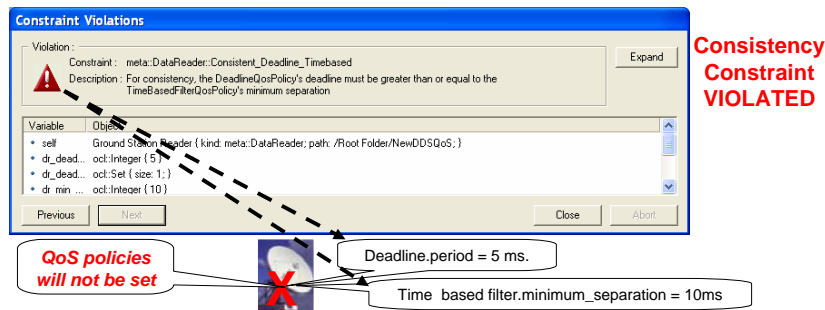 Constraint Violations
Violation :
Constraint : meta::DataReader::Consistent_Deadline_Timebased
Description : For consistency, the DeadlineQosPolicy's deadline must be greater than or equal to the
TimeBasedFilterQosPolicy's minimum separation
Expand
Consistency
Constraint
VIOLATED
Variable Object
self Ground Station Reader { kind: meta::DataReader; path: /Root Folder/NewDDSQoS; }
dr_dead... ocl::Integer { 5 }
dr_dead... ocl::Set { size: 1; }
dr_min ... ocl::Integer { 10 }
Previous Next Close Abort
QoS policies
will not be set
X
Deadline.period = 5 ms.
Time based filter.minimum_separation = 10ms